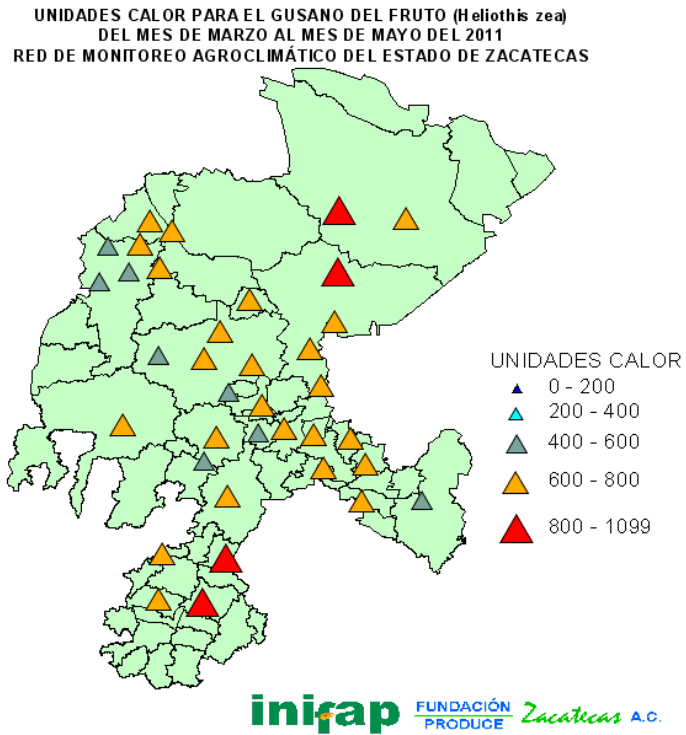 UNIDADES CALOR PARA EL GUSANO DEL FRUTO (Heliothis zea)
DEL MES DE MARZO AL MES DE MAYO DEL 2011
RED DE MONITOREO AGROCLIMÁTICO DEL ESTADO DE ZACATECAS
UNIDADES CALOR
0 - 200
200 - 400
400 - 600
600 - 800
800 - 1099
inifap
FUNDACIÓN
PRODUCE
Zacatecas A.C.